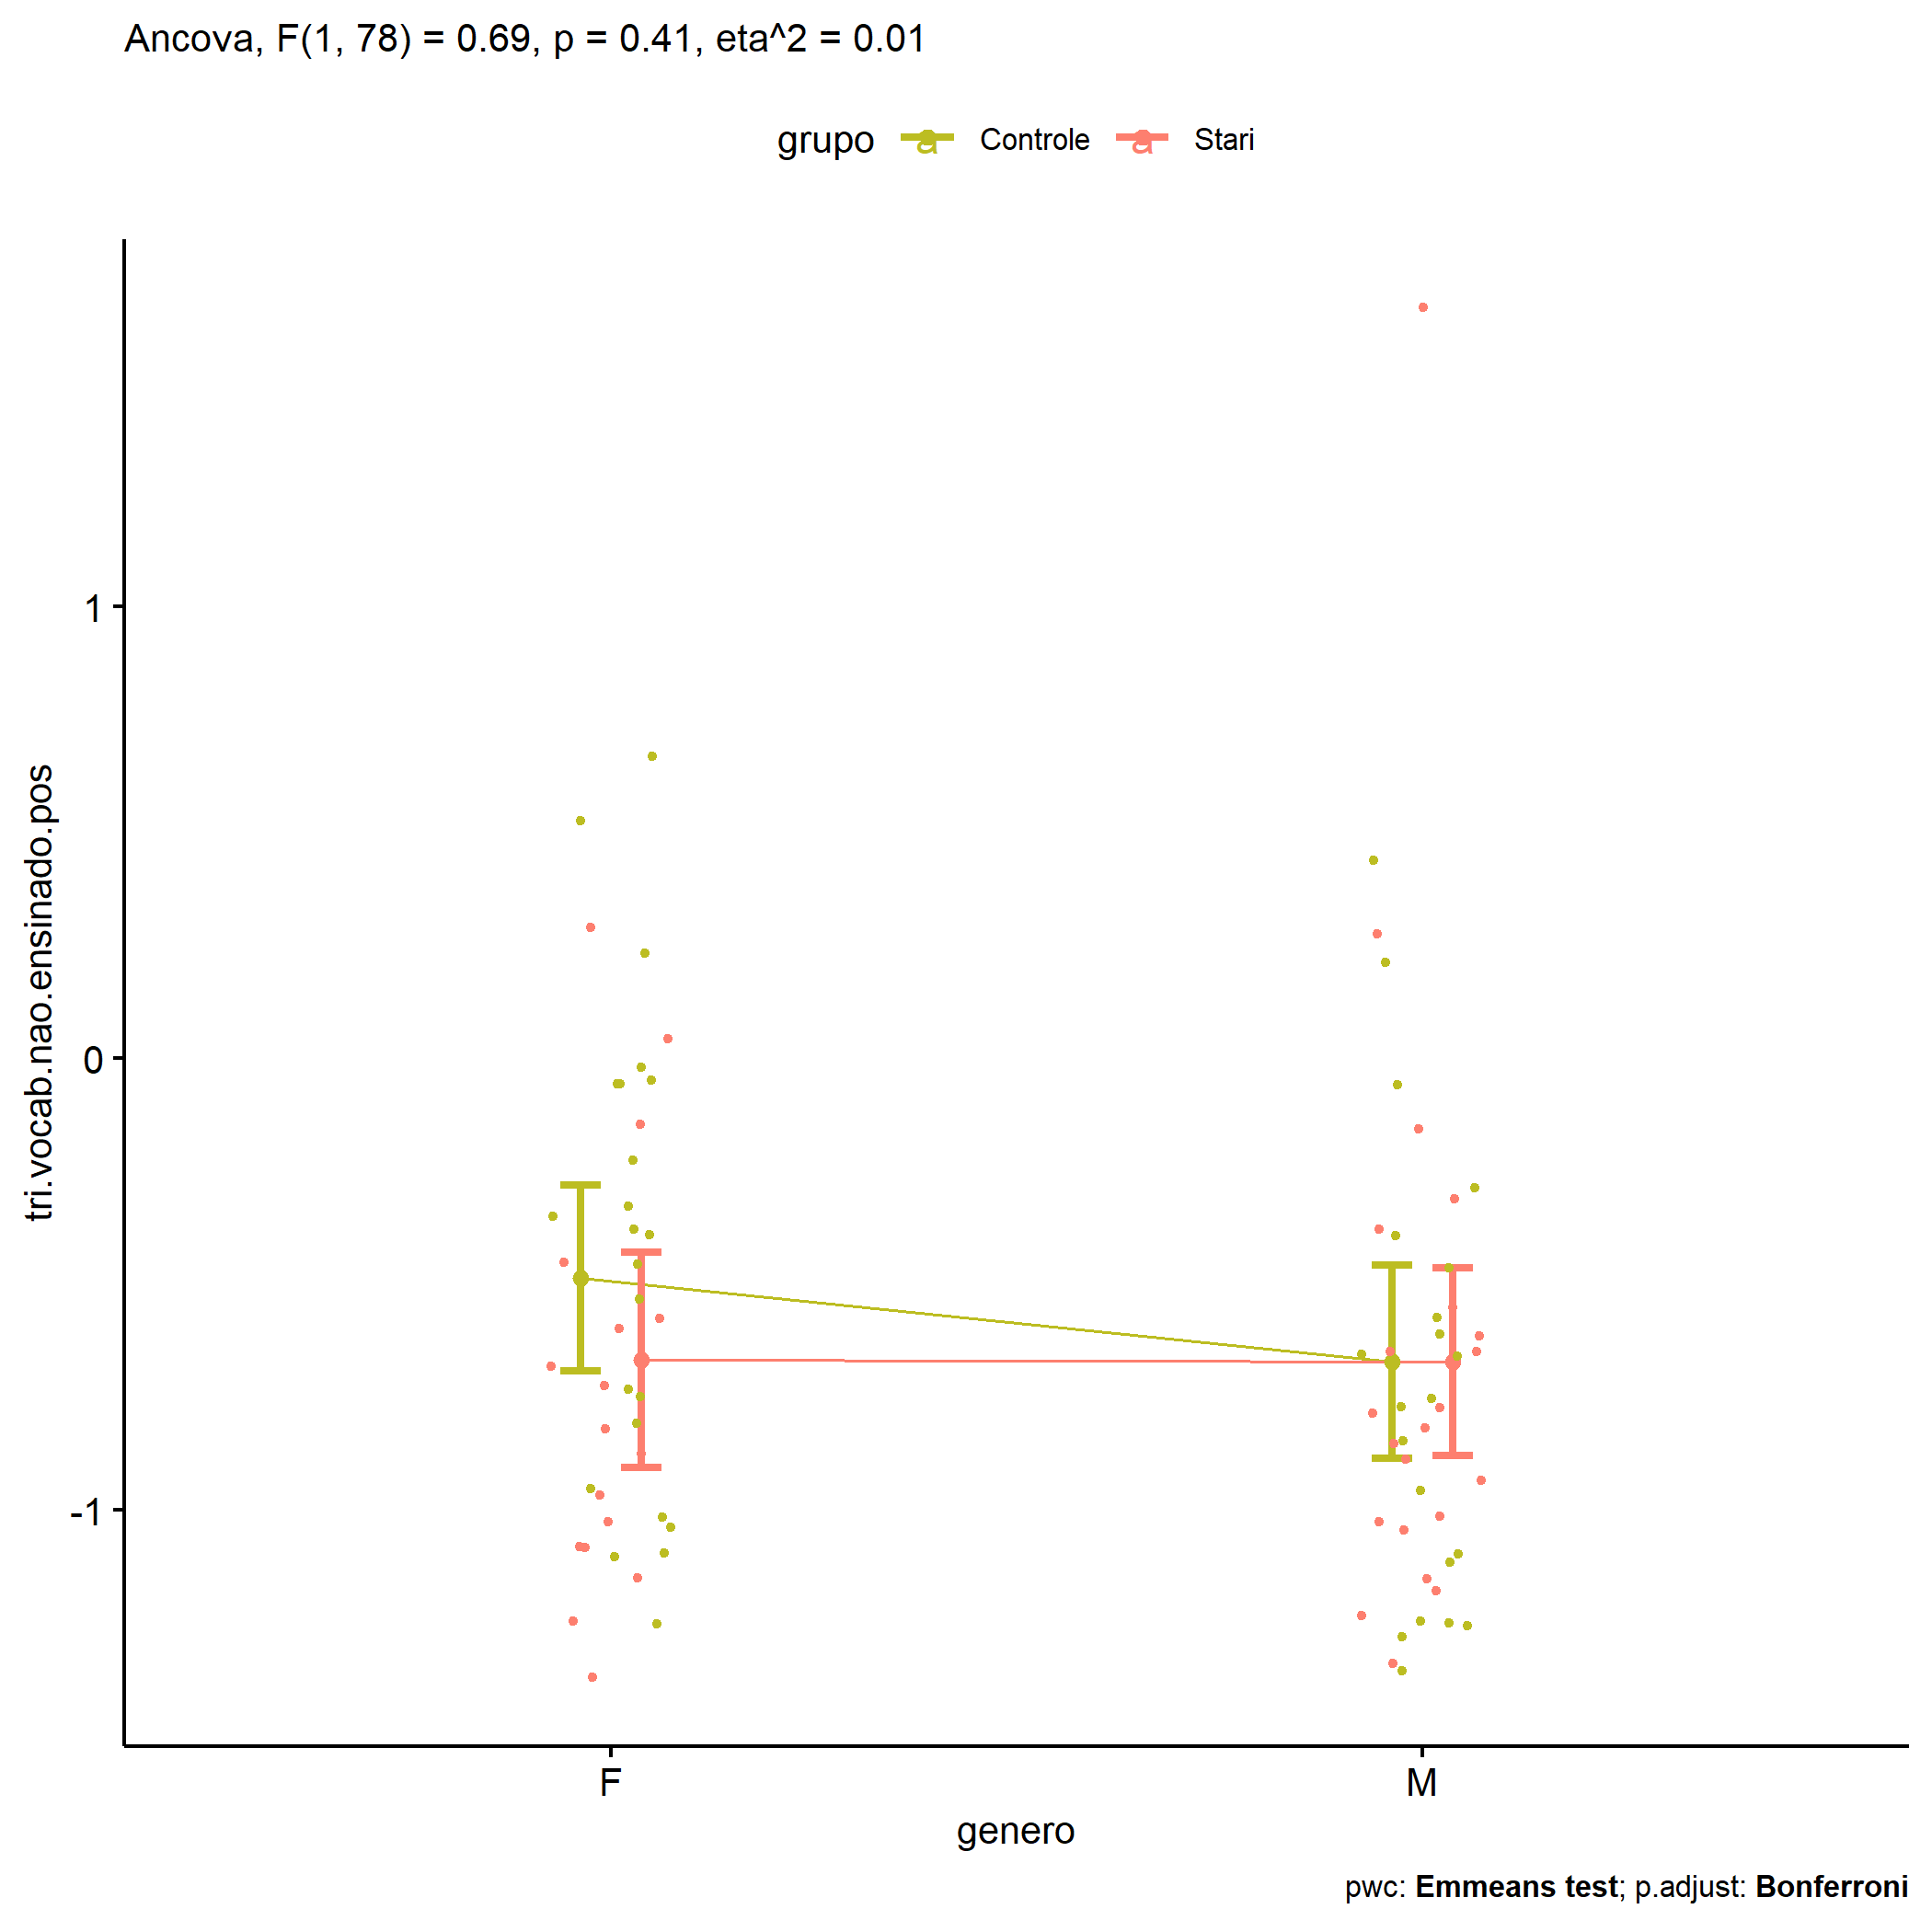 Ancova, F(1, 78) = 0.69, p = 0.41, eta^2 = 0.01
grupo a Controle a Stari
tri.vocab.nao.ensinado.pos
1
0
-1
F M
genero
pwc: Emmeans test; p.adjust: Bonferroni